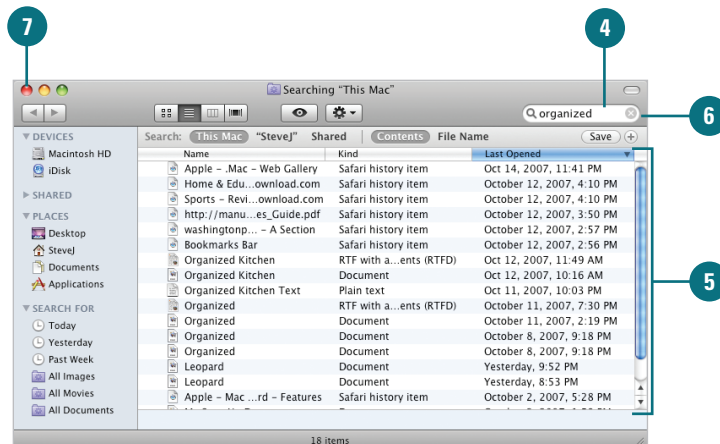 7
4
Searching "This Mac"
organized
6
Search: This Mac "SteveJ" Shared Contents File Name Save
DEVICES
Macintosh HD
iDisk
SHARED
PLACES
Desktop
SteveJ
Documents
Applications
SEARCH FOR
Today
Yesterday
Past Week
All Images
All Movies
All Documents
Name Kind Last Opened
Apple – .Mac – Web Gallery Safari history item Oct 14, 2007, 11:41 PM
Home & Edu...ownload.com Safari history item October 12, 2007, 4:10 PM
Sports – Revi...ownload.com Safari history item October 12, 2007, 4:10 PM
http://manu...es_Guide.pdf Safari history item October 12, 2007, 3:50 PM
washingtonp... – A Section Safari history item October 12, 2007, 2:57 PM
Bookmarks Bar Safari history item October 12, 2007, 2:56 PM
Organized Kitchen RTF with a...ents (RTFD) Oct 12, 2007, 11:49 AM
Organized Kitchen Document Oct 12, 2007, 10:16 AM
Organized Kitchen Text Plain text Oct 11, 2007, 10:03 PM
Organized RTF with a...ents (RTFD) October 11, 2007, 7:30 PM
Organized Document October 11, 2007, 2:19 PM
Organized Document October 8, 2007, 9:18 PM
Organized Document October 8, 2007, 9:18 PM
Leopard Document Yesterday, 9:52 PM
Leopard Document Yesterday, 8:53 PM
Apple – Mac ...rd – Features Safari history item October 2, 2007, 5:28 PM
5
18 items